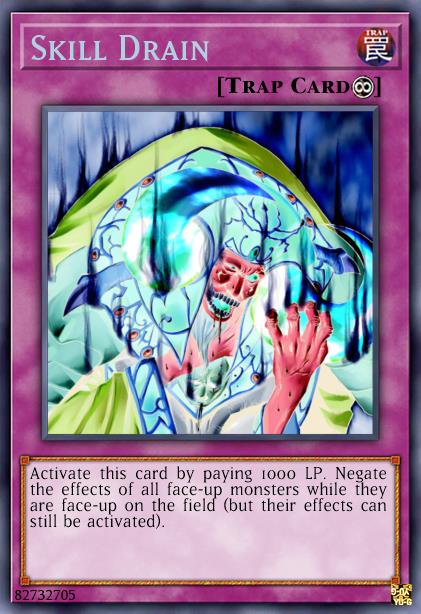 Skill Drain
TRAP
罠
[Trap Card]
Activate this card by paying 1000 LP. Negate
the effects of all face-up monsters while they
are face-up on the field (but their effects can
still be activated).
82732705